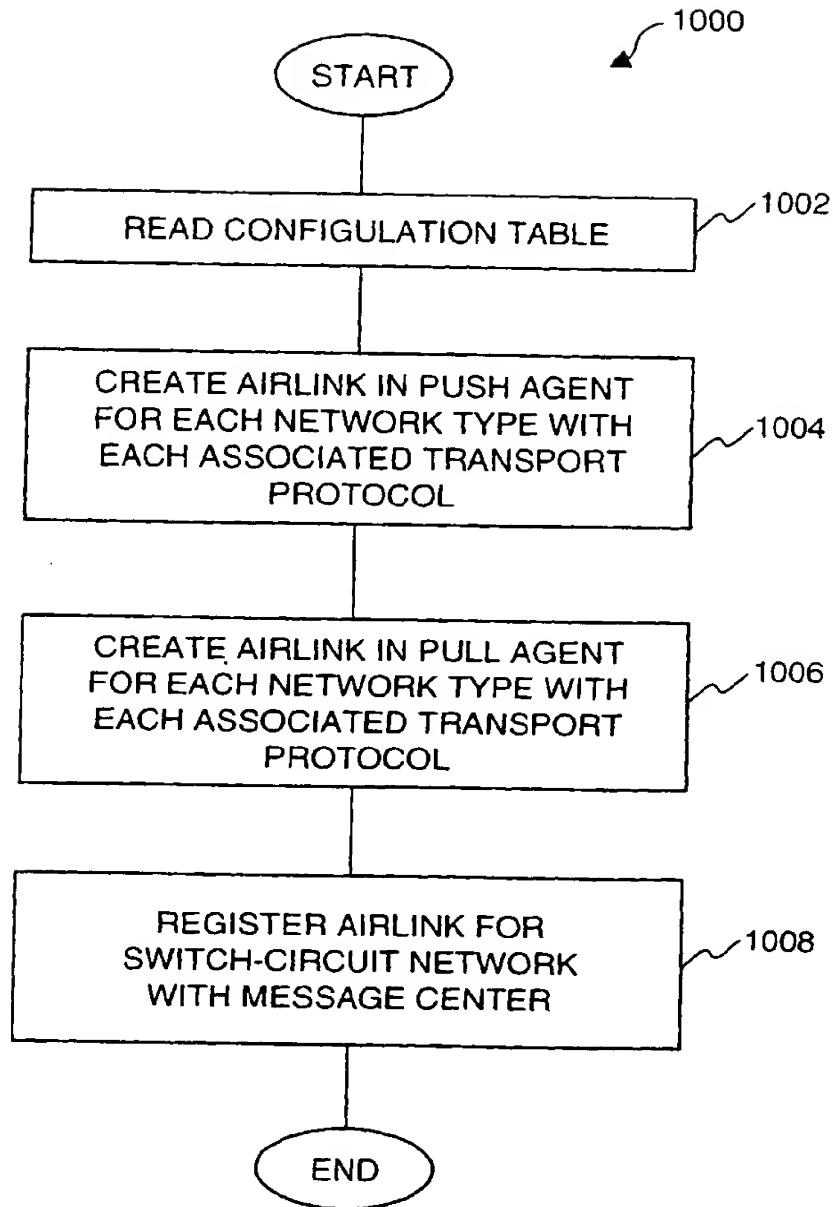 1000
START
READ CONFIGULATION TABLE
1002
CREATE AIRLINK IN PUSH AGENT
FOR EACH NETWORK TYPE WITH
EACH ASSOCIATED TRANSPORT
PROTOCOL
1004
CREATE AIRLINK IN PULL AGENT
FOR EACH NETWORK TYPE WITH
EACH ASSOCIATED TRANSPORT
PROTOCOL
1006
REGISTER AIRLINK FOR
SWITCH-CIRCUIT NETWORK
WITH MESSAGE CENTER
1008
END